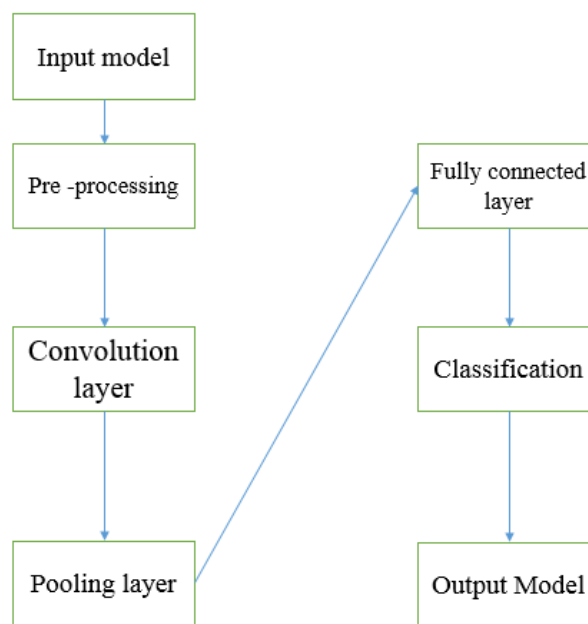 Input model
Pre -processing
Convolution
layer
Pooling layer
Fully connected
layer
Classification
Output Model